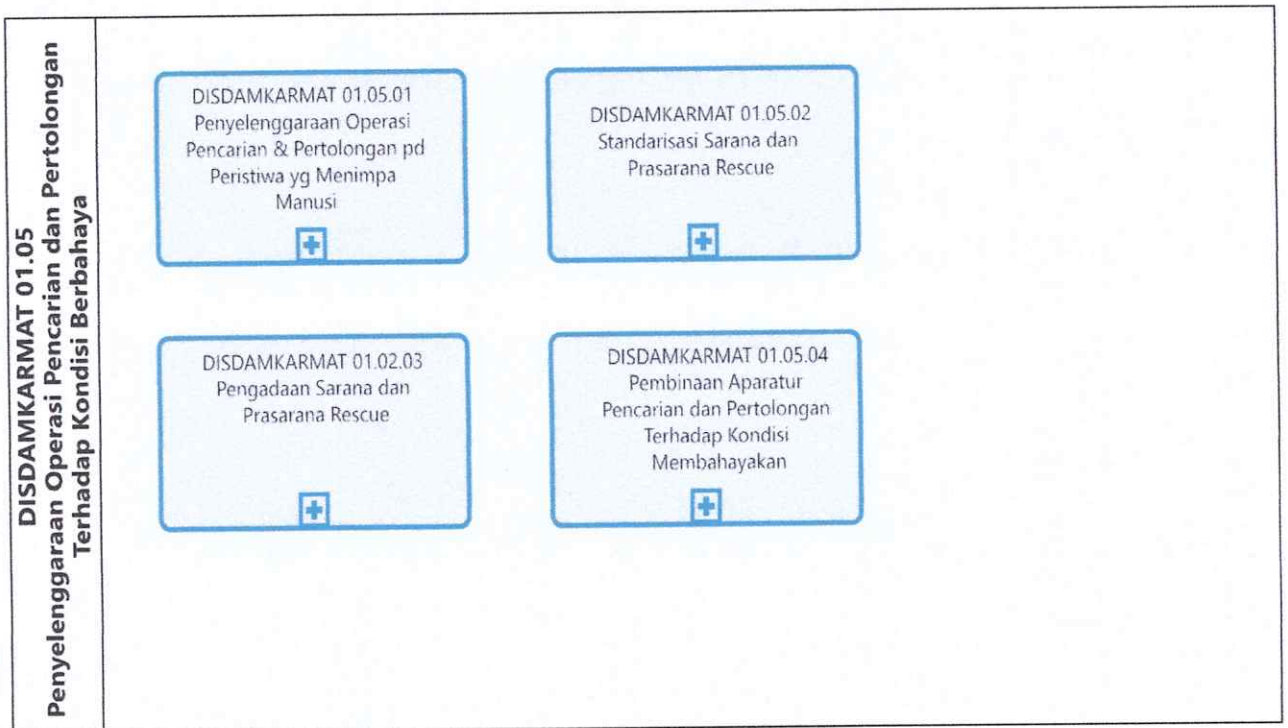 DISDAMKARMAT 01.05
Penyelenggaraan Operasi Pencarian dan Pertolongan
Terhadap Kondisi Berbahaya
DISDAMKARMAT 01.05.01
Penyelenggaraan Operasi
Pencarian & Pertolongan pd
Peristiwa yg Menimpa
Manusi
DISDAMKARMAT 01.05.02
Standarisasi Sarana dan
Prasarana Rescue
DISDAMKARMAT 01.02.03
Pengadaan Sarana dan
Prasarana Rescue
DISDAMKARMAT 01.05.04
Pembinaan Aparatur
Pencarian dan Pertolongan
Terhadap Kondisi
Membahayakan